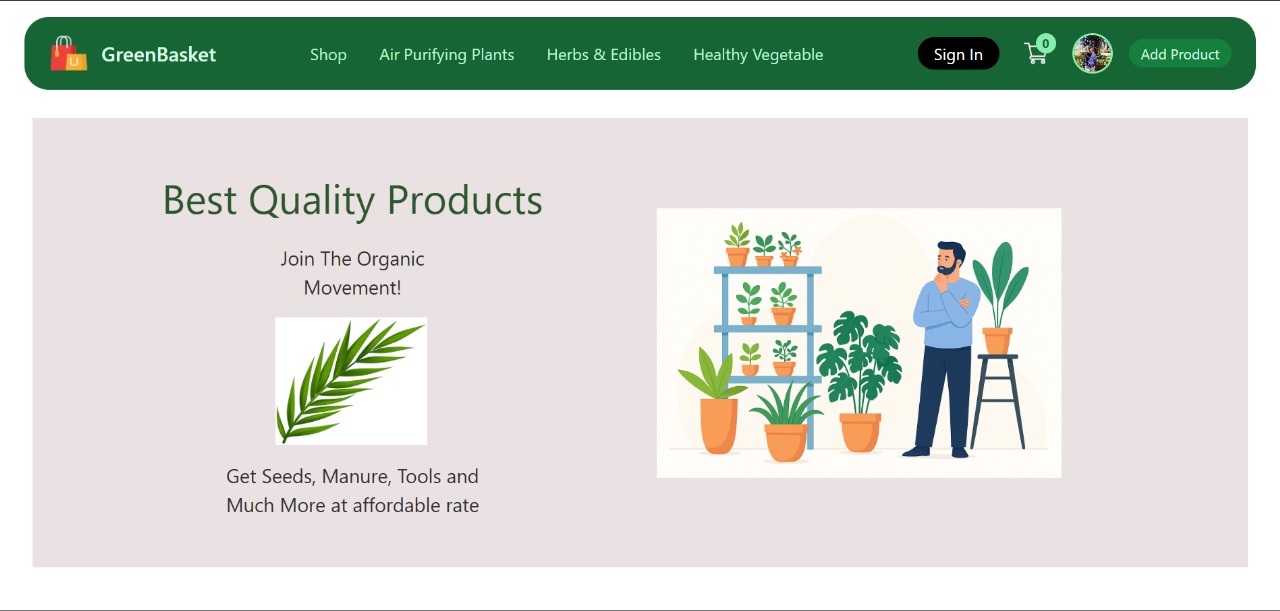 GreenBasket
Shop
Air Purifying Plants
Herbs & Edibles
Healthy Vegetable
Sign In
0
Add Product
Best Quality Products
Join The Organic
Movement!
Get Seeds, Manure, Tools and
Much More at affordable rate